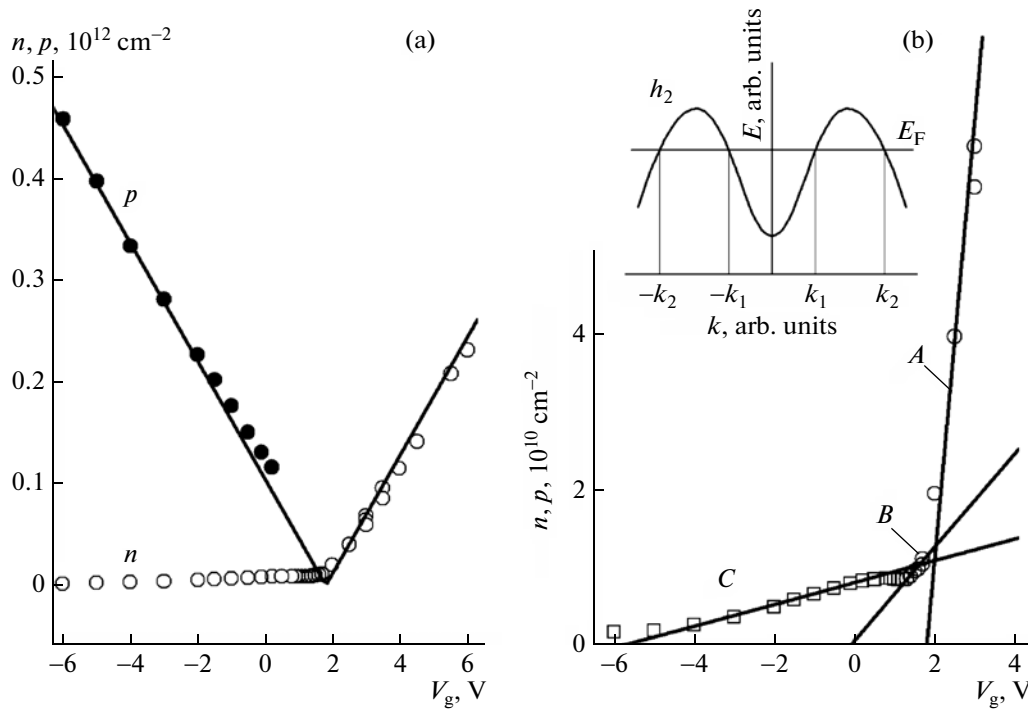 n, p, 10¹² cm⁻²
(a)
0.5
0.4
0.3
0.2
0.1
0
p
n
−6 −4 −2 0 2 4 6
V_g, V
(b)
E, arb. units
h₂
E_F
−k₂ −k₁ k₁ k₂
k, arb. units
n, p, 10¹⁰ cm⁻²
4
2
0
A
B
C
−6 −4 −2 0 2 4
V_g, V